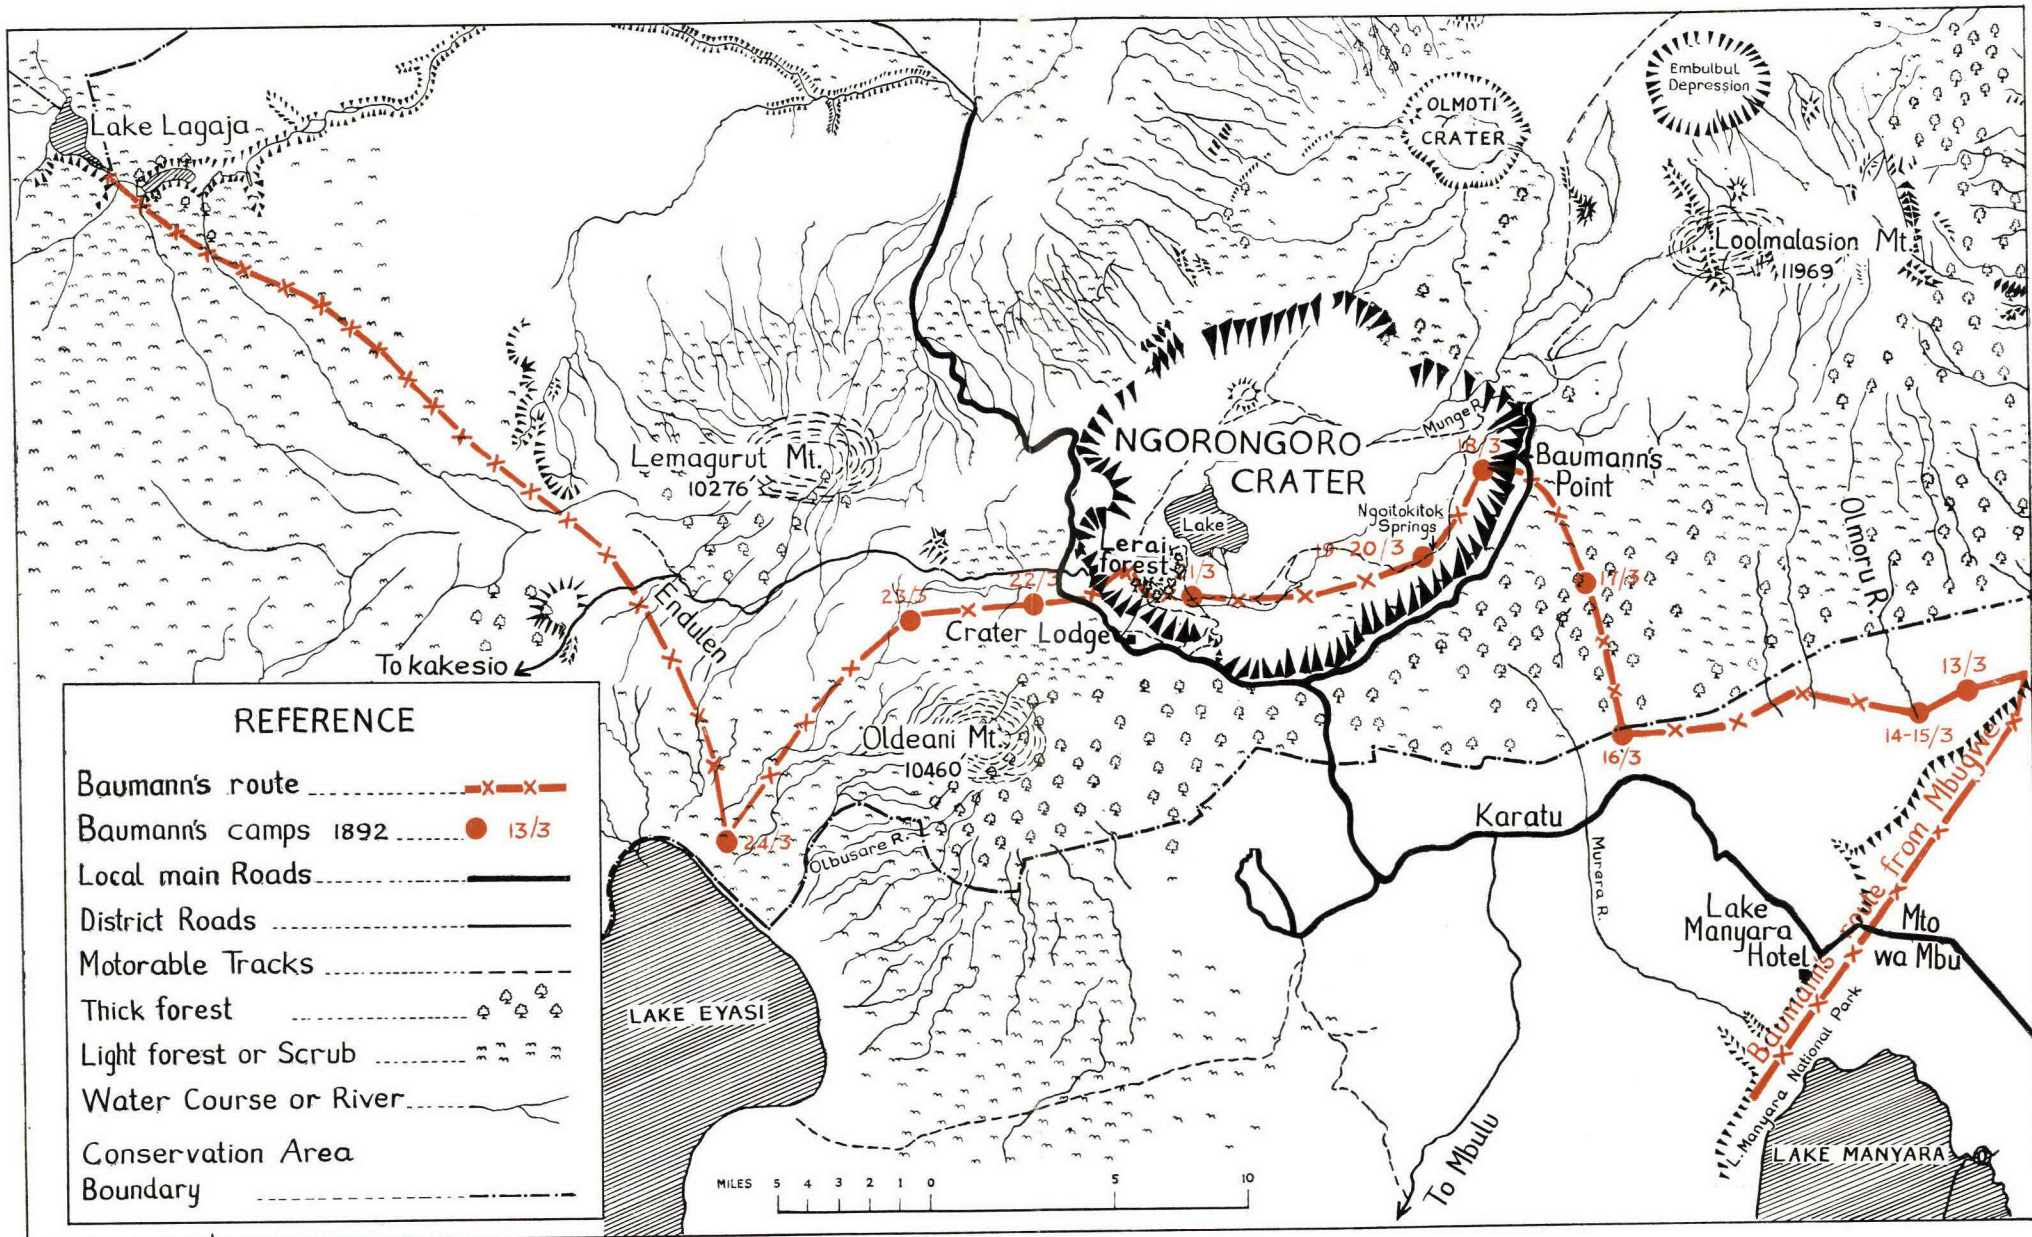 Lake Lagaja
OLMOTI
CRATER
Embulbul
Depression
Loolmalasion Mt.
11969
Lemagurut Mt.
10276
NGORONGORO
CRATER
Munge R.
18/3
Baumann's
Point
Lake
Ngoitokitok
Springs
19-20/3
Lerai
forest
1/3
22/3
23/3
17/3
Olmoru R.
Endulen
Crater Lodge
To kakesio
13/3
14-15/3
16/3
Oldeani Mt.
10460
24/3
Olbusare R.
Karatu
Murera R.
Baumann's route from Mbugwe
Lake
Manyara
Hotel
Mto
wa Mbu
L. Manyara National Park
LAKE EYASI
LAKE MANYARA
To Mbulu
MILES 5 4 3 2 1 0 5 10
REFERENCE
Baumann's route
Baumann's camps 1892 13/3
Local main Roads
District Roads
Motorable Tracks
Thick forest
Light forest or Scrub
Water Course or River
Conservation Area
Boundary